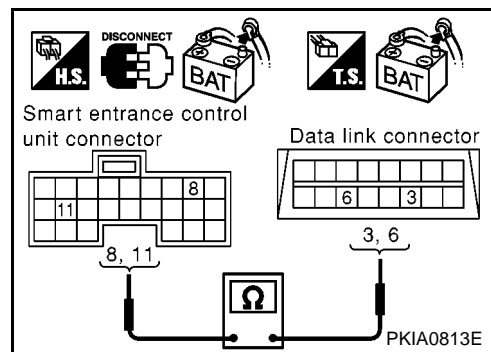 DISCONNECT
H.S.
BAT
T.S.
BAT
Smart entrance control
unit connector
Data link connector
8
11
6 3
8, 11
3, 6
Ω
PKIA0813E